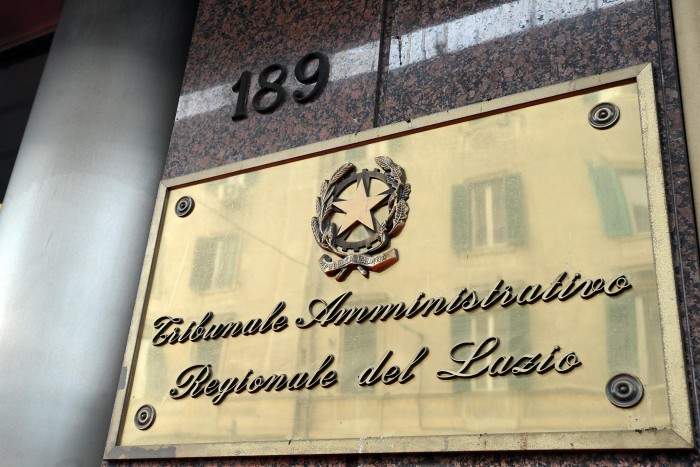 189
Tribunale Amministrativo
Regionale del Lazio